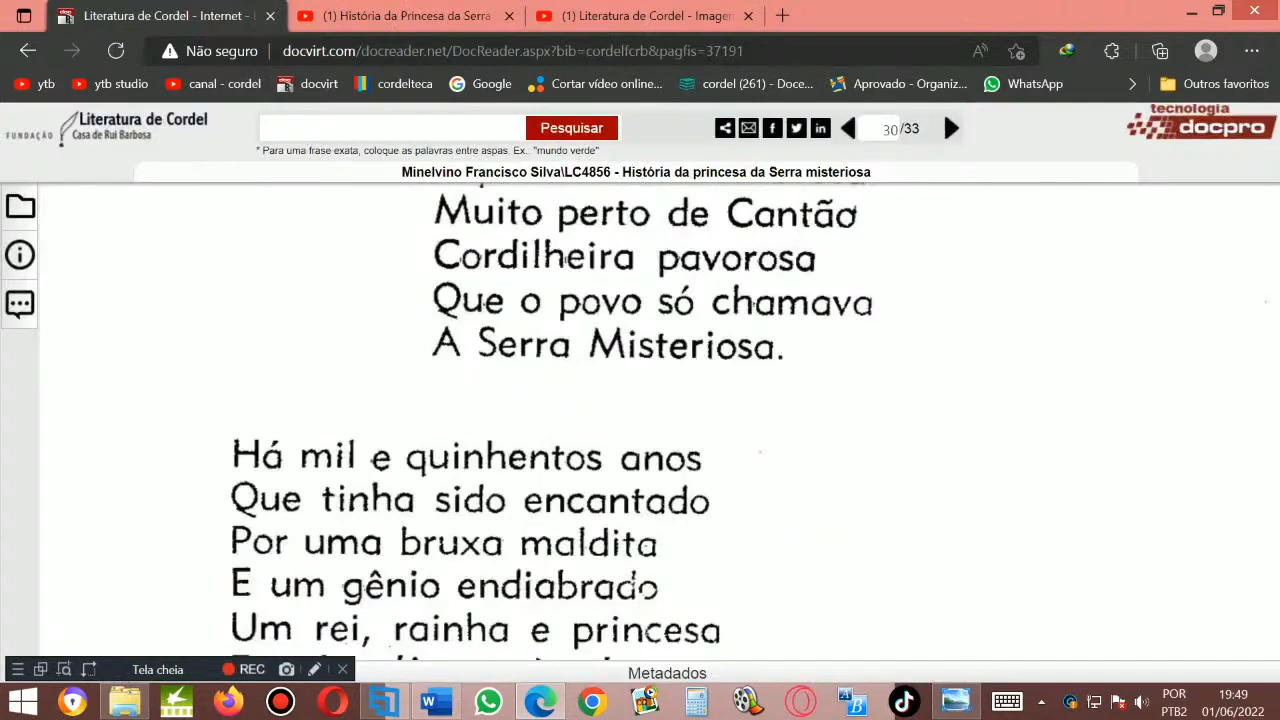 Literatura de Cordel - Internet -
(1) História da Princesa da Serra
(1) Literatura de Cordel - Imagen
Não seguro
docvirt.com/docreader.net/DocReader.aspx?bib=cordelfcrb&pagfis=37191
ytb
ytb studio
canal - cordel
docvirt
cordelteca
Google
Cortar vídeo online...
cordel (261) - Doce...
Aprovado - Organiz...
WhatsApp
Outros favoritos
FUNDAÇÃO
Literatura de Cordel
Casa de Rui Barbosa
Pesquisar
30 /33
tecnologia
docpro
* Para uma frase exata, coloque as palavras entre aspas. Ex.. "mundo verde"
Minelvino Francisco Silva\LC4856 - História da princesa da Serra misteriosa
Muito perto de Cantão
Cordilheira pavorosa
Que o povo só chamava
A Serra Misteriosa.
Há mil e quinhentos anos
Que tinha sido encantado
Por uma bruxa maldita
E um gênio endiabrado
Um rei, rainha e princesa
Tela cheia
REC
Metadados
POR
PTB2
19:49
01/06/2022